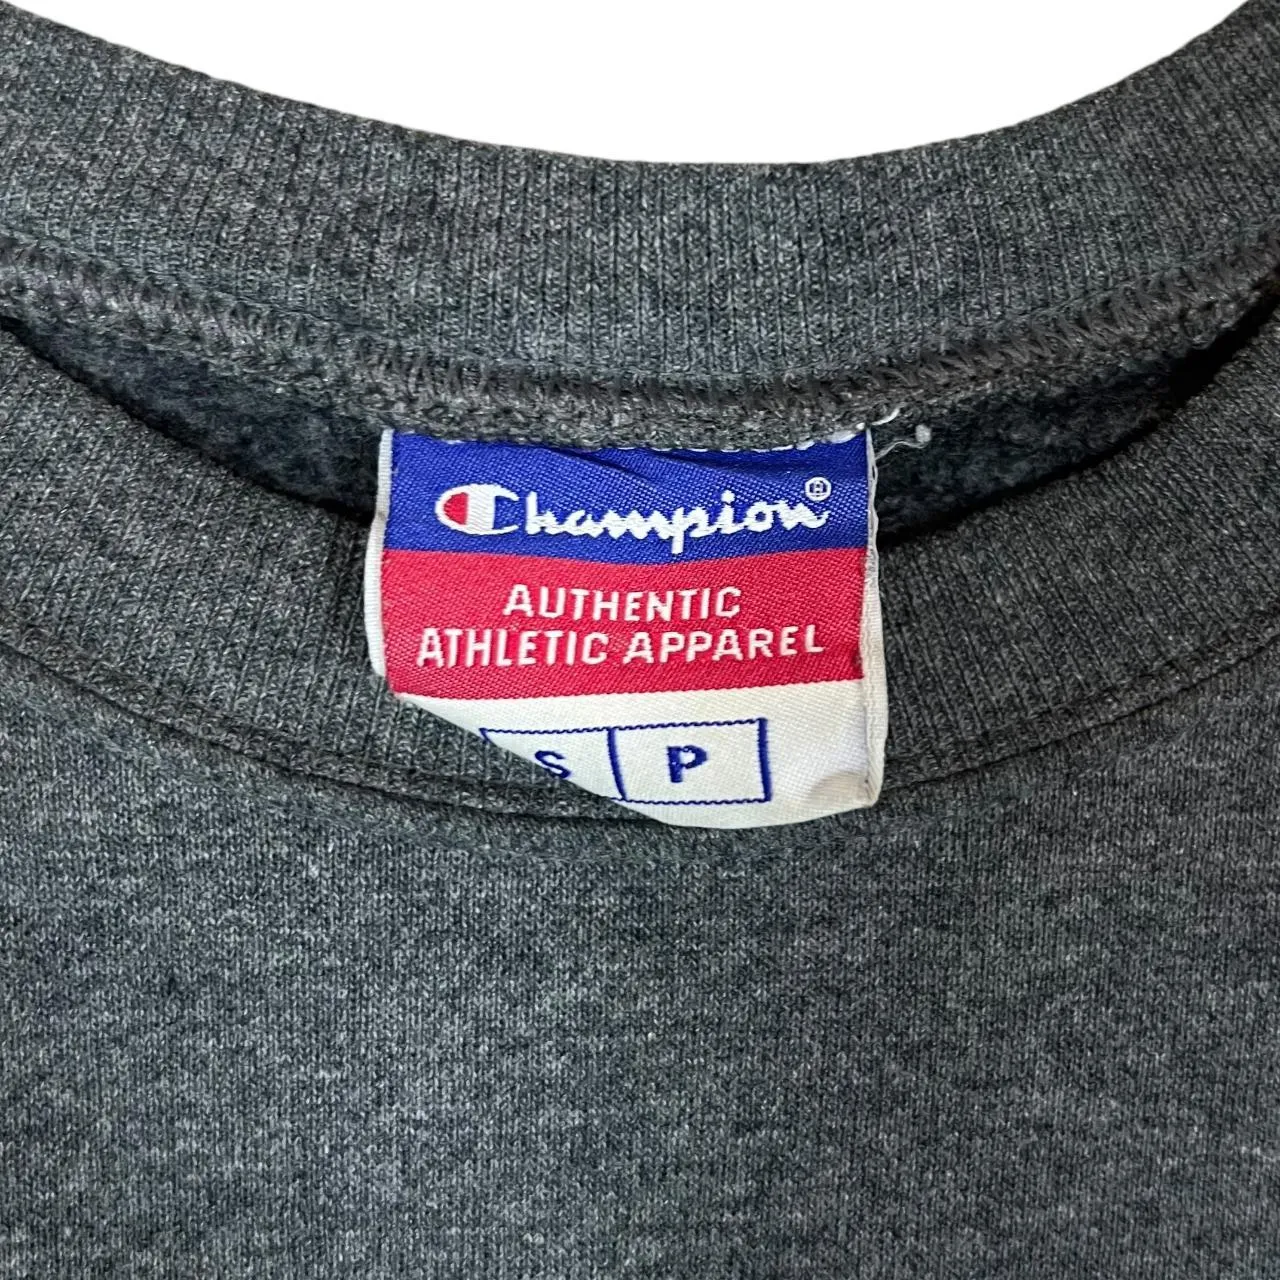 Champion®
AUTHENTIC
ATHLETIC APPAREL
S P